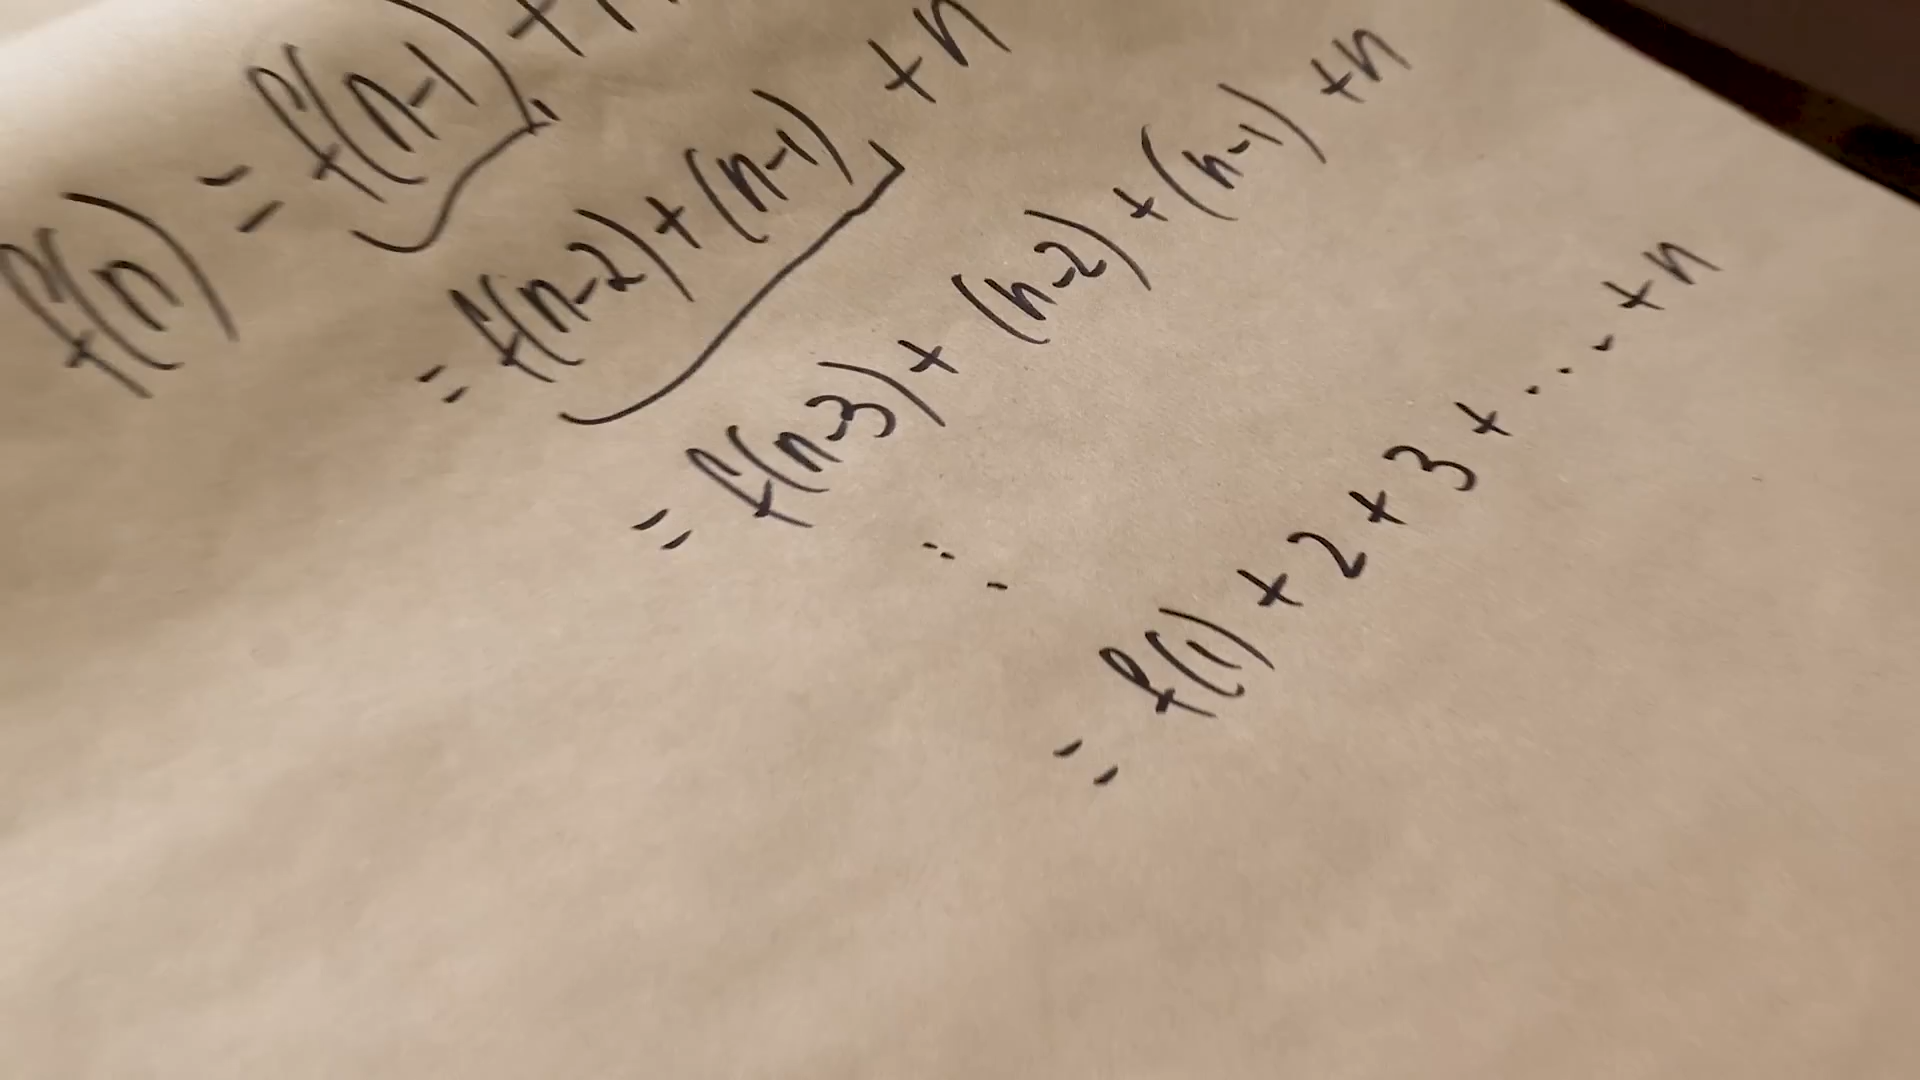 f(n) = f(n-1) + n
= f(n-2) + (n-1) + n
= f(n-3) + (n-2) + (n-1) + n
⋮
= f(1) + 2 + 3 + .... + n